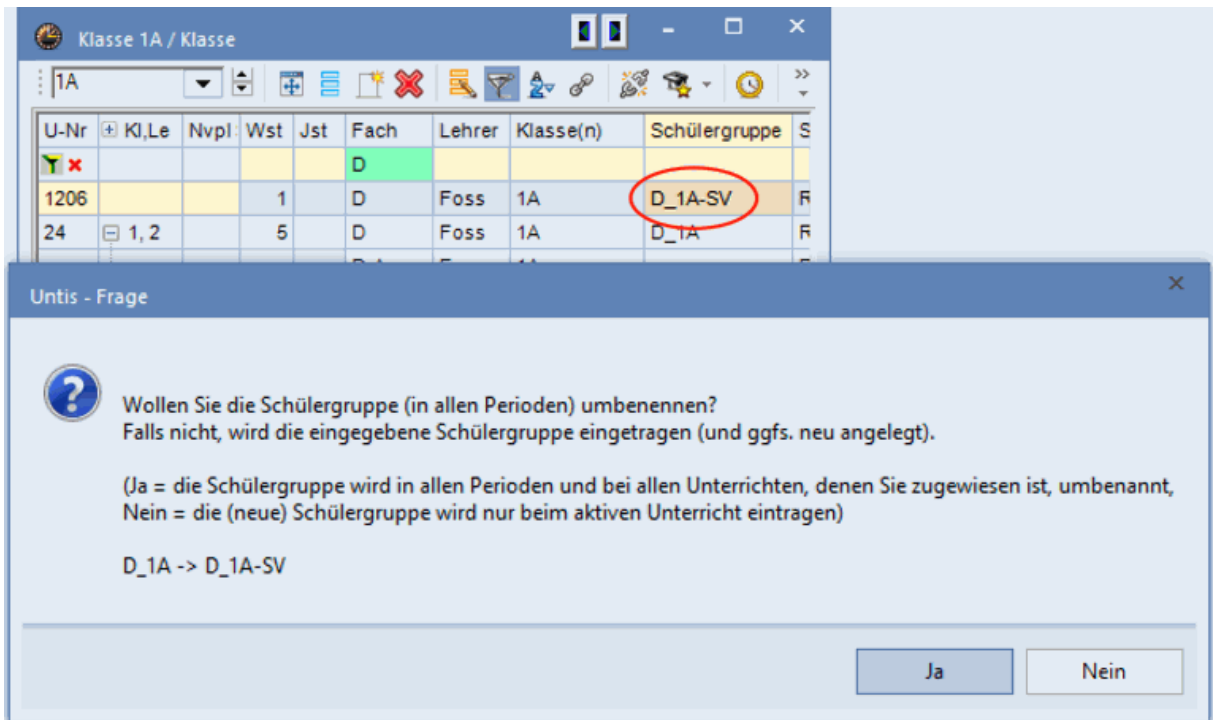 Klasse 1A / Klasse
1A
U-Nr Kl,Le Nvpl Wst Jst Fach Lehrer Klasse(n) Schülergruppe S
D
1206 1 D Foss 1A D_1A-SV R
24 1, 2 5 D Foss 1A D_1A R
Untis - Frage
Wollen Sie die Schülergruppe (in allen Perioden) umbenennen?
Falls nicht, wird die eingegebene Schülergruppe eingetragen (und ggfs. neu angelegt).
(Ja = die Schülergruppe wird in allen Perioden und bei allen Unterrichten, denen Sie zugewiesen ist, umbenannt,
Nein = die (neue) Schülergruppe wird nur beim aktiven Unterricht eintragen)
D_1A -> D_1A-SV
Ja Nein